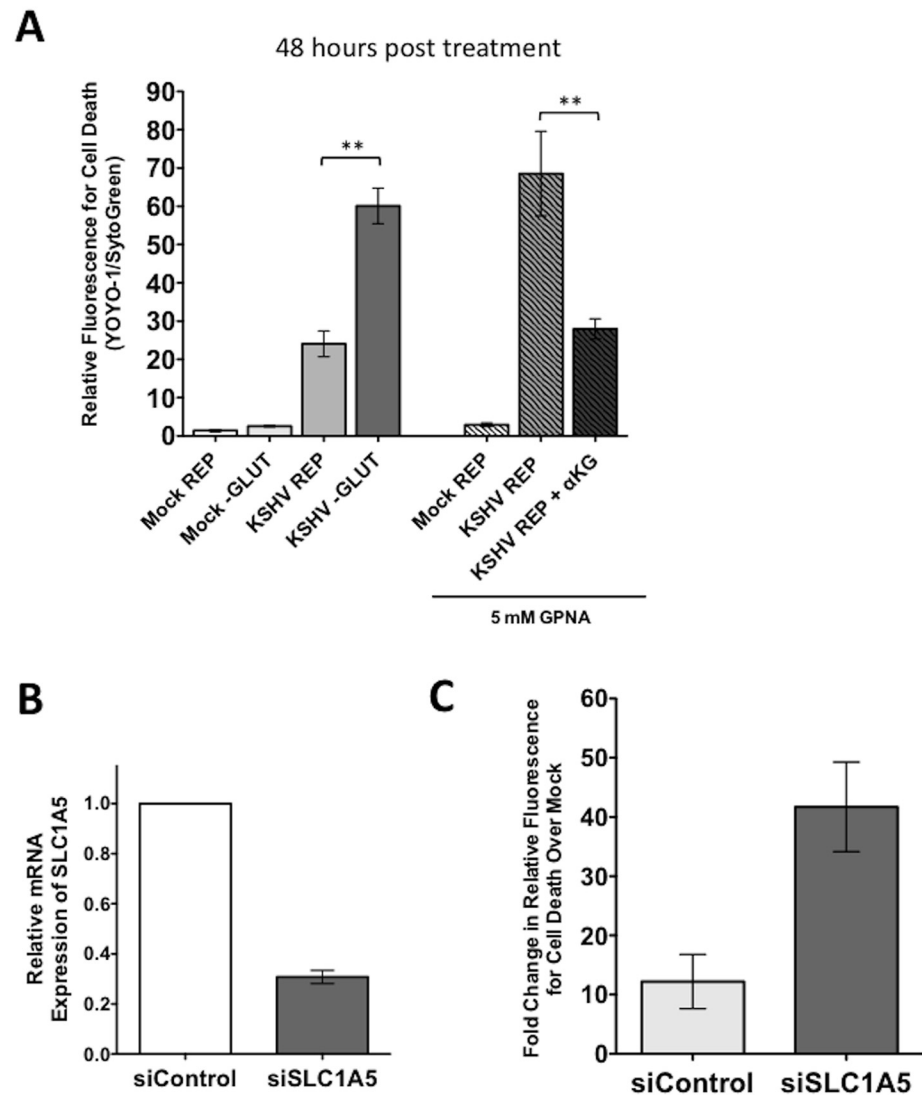 A
48 hours post treatment
Relative Fluorescence for Cell Death
(YOYO-1/SytoGreen)
90
80
70
60
50
40
30
20
10
0
**
**
Mock REP
Mock -GLUT
KSHV REP
KSHV -GLUT
Mock REP
KSHV REP
KSHV REP + αKG
5 mM GPNA
B
Relative mRNA
Expression of SLC1A5
1.0
0.8
0.6
0.4
0.2
0.0
siControl
siSLC1A5
C
Fold Change in Relative Fluorescence
for Cell Death Over Mock
60
50
40
30
20
10
0
siControl
siSLC1A5